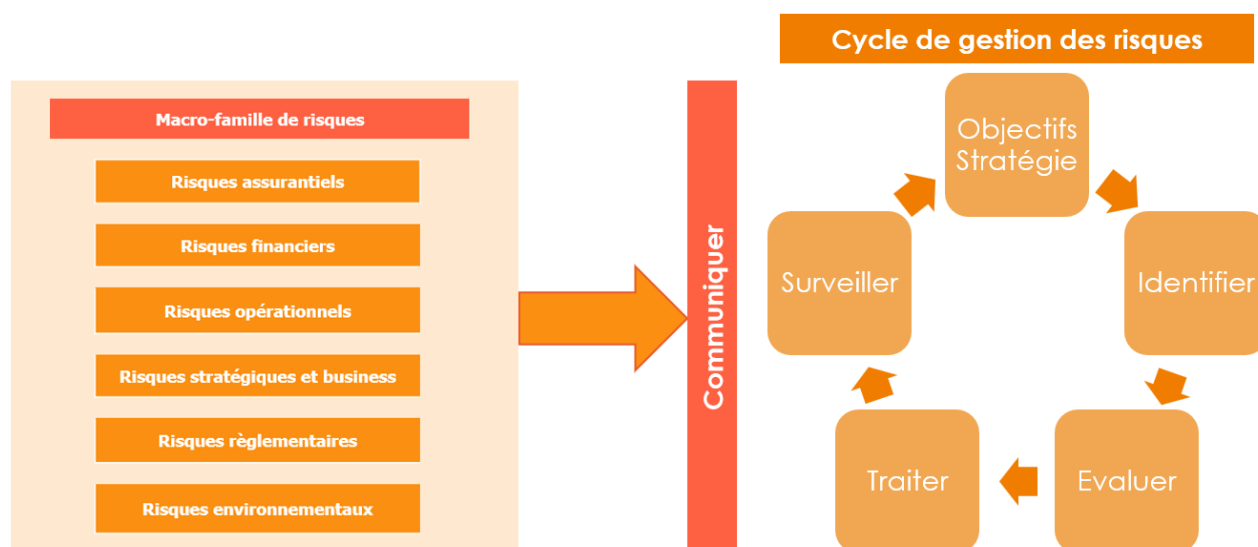 Macro-famille de risques
Risques assurantiels
Risques financiers
Risques opérationnels
Risques stratégiques et business
Risques règlementaires
Risques environnementaux
Communiquer
Cycle de gestion des risques
Objectifs
Stratégie
Identifier
Evaluer
Traiter
Surveiller